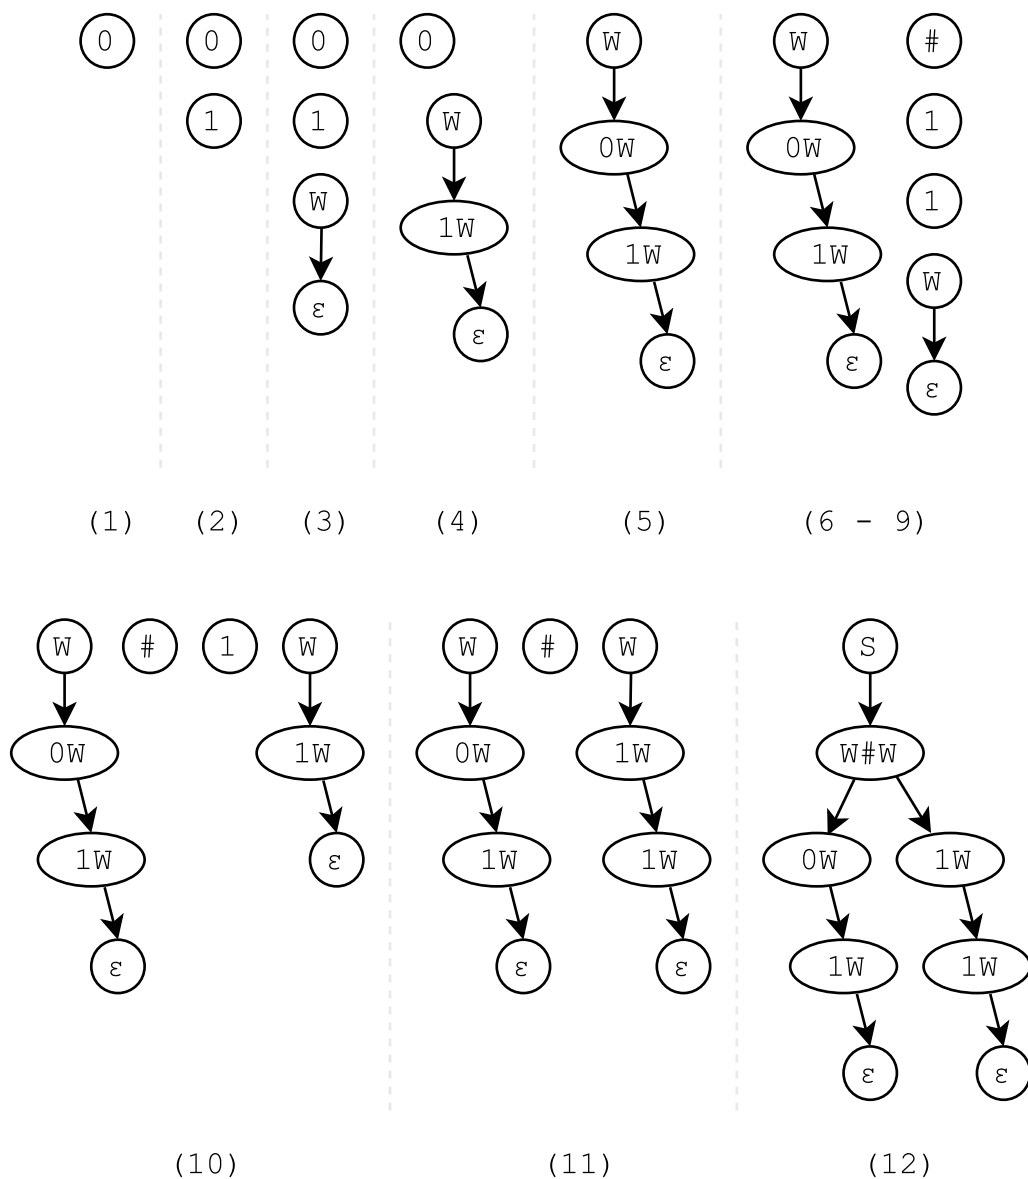 0 0 0 0 W W #
1 1 W 1
0W 0W
W 1W 1
1W 1W W
ε ε ε ε ε
(1) (2) (3) (4) (5) (6 - 9)
W # 1 W W # W S
0W 1W 0W 1W W#W
1W ε 1W 1W 0W 1W
ε ε ε 1W 1W
ε ε
(10) (11) (12)